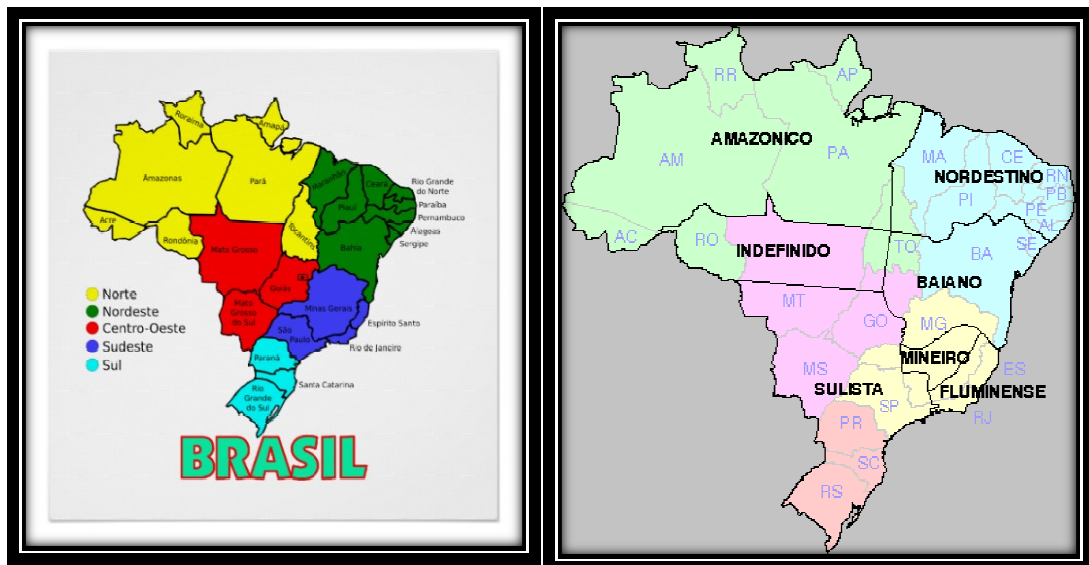 Roraima
Amapá
Amazonas
Pará
Acre
Rondônia
Tocantins
Maranhão
Ceará
Piauí
Rio Grande
do Norte
Paraíba
Pernambuco
Alagoas
Sergipe
Bahia
Mato Grosso
Goiás
Mato
Grosso
do Sul
Minas Gerais
Espírito Santo
São
Paulo
Rio de Janeiro
Paraná
Santa Catarina
Rio
Grande
do Sul
Norte
Nordeste
Centro-Oeste
Sudeste
Sul
BRASIL
RR
AP
AMAZONICO
AM
PA
MA
CE
NORDESTINO
RN
PB
PI
PE
AL
AC
RO
INDEFINIDO
TO
SE
BA
BAIANO
MT
GO
MG
MINEIRO
MS
SULISTA
ES
FLUMINENSE
SP
RJ
PR
SC
RS